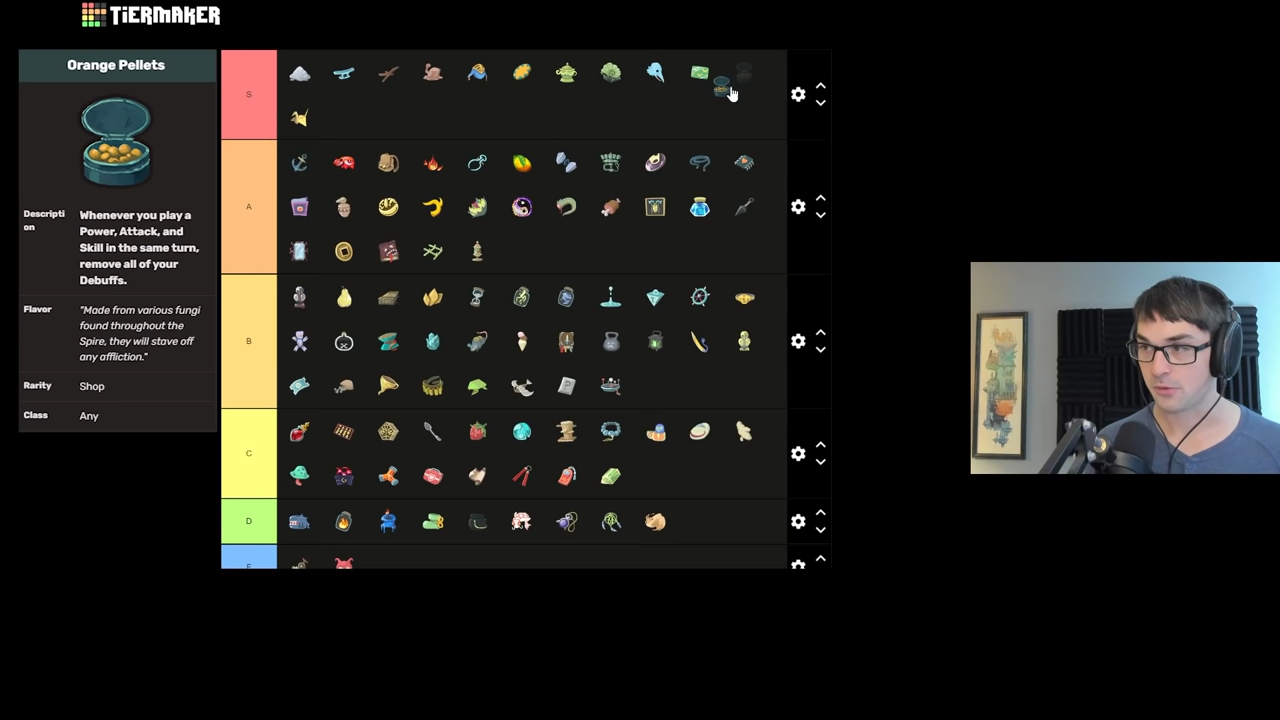 TiERMAKER
Orange Pellets
Descripti
on
Whenever you play a
Power, Attack, and
Skill in the same turn,
remove all of your
Debuffs.
Flavor
"Made from various fungi
found throughout the
Spire, they will stave off
any affliction."
Rarity
Shop
Class
Any
S
A
B
C
D